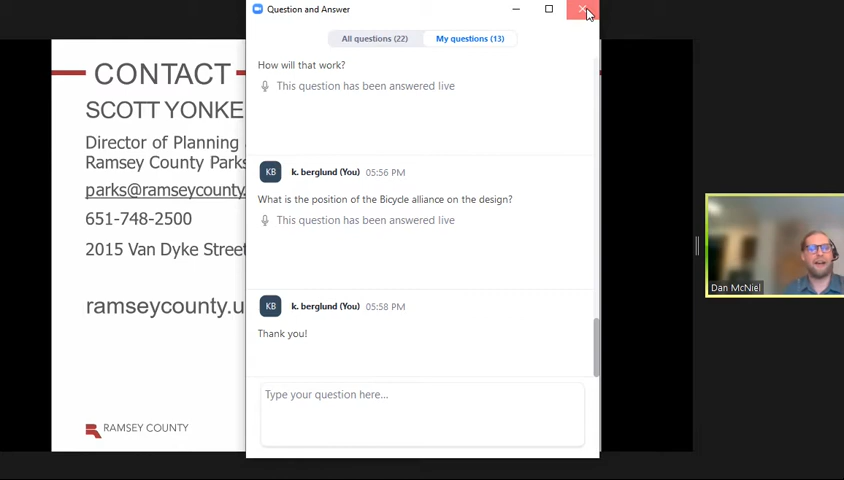 Question and Answer
All questions (22)
My questions (13)
How will that work?
This question has been answered live
KB
k. berglund (You) 05:56 PM
What is the position of the Bicycle alliance on the design?
This question has been answered live
KB
k. berglund (You) 05:58 PM
Thank you!
Type your question here...
CONTACT
SCOTT YONKE
Director of Planning
Ramsey County Parks
parks@ramseycounty.
651-748-2500
2015 Van Dyke Street
ramseycounty.u
RAMSEY COUNTY
Dan McNiel